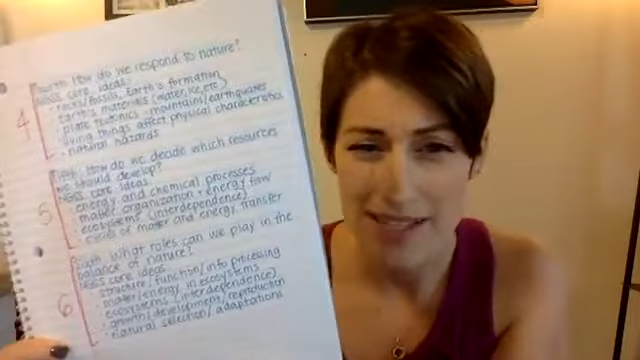 4
Fourth: How do we respond to nature?
NGSS core ideas:
• rocks/fossils, Earth's formation
• earth's materials (water, ice, etc)
• plate tectonics - mountains/earthquakes
• living things affect physical characteristics
• natural hazards
5
Fifth: How do we decide which resources
we should develop?
NGSS core ideas:
• energy and chemical processes
• matter organization + energy flow
• ecosystems (interdependence)
• cycles of matter and energy transfer
6
Sixth: What roles can we play in the
balance of nature?
NGSS core ideas:
• structure/function/info processing
• matter/energy in ecosystems
• ecosystems (interdependence)
• growth/development/reproduction
• natural selection/adaptations